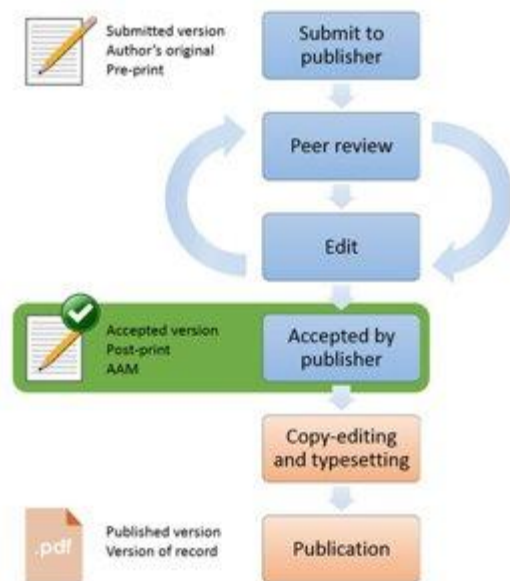 Submitted version
Author's original
Pre-print
Submit to
publisher
Peer review
Edit
Accepted version
Post-print
AAM
Accepted by
publisher
Copy-editing
and typesetting
.pdf
Published version
Version of record
Publication